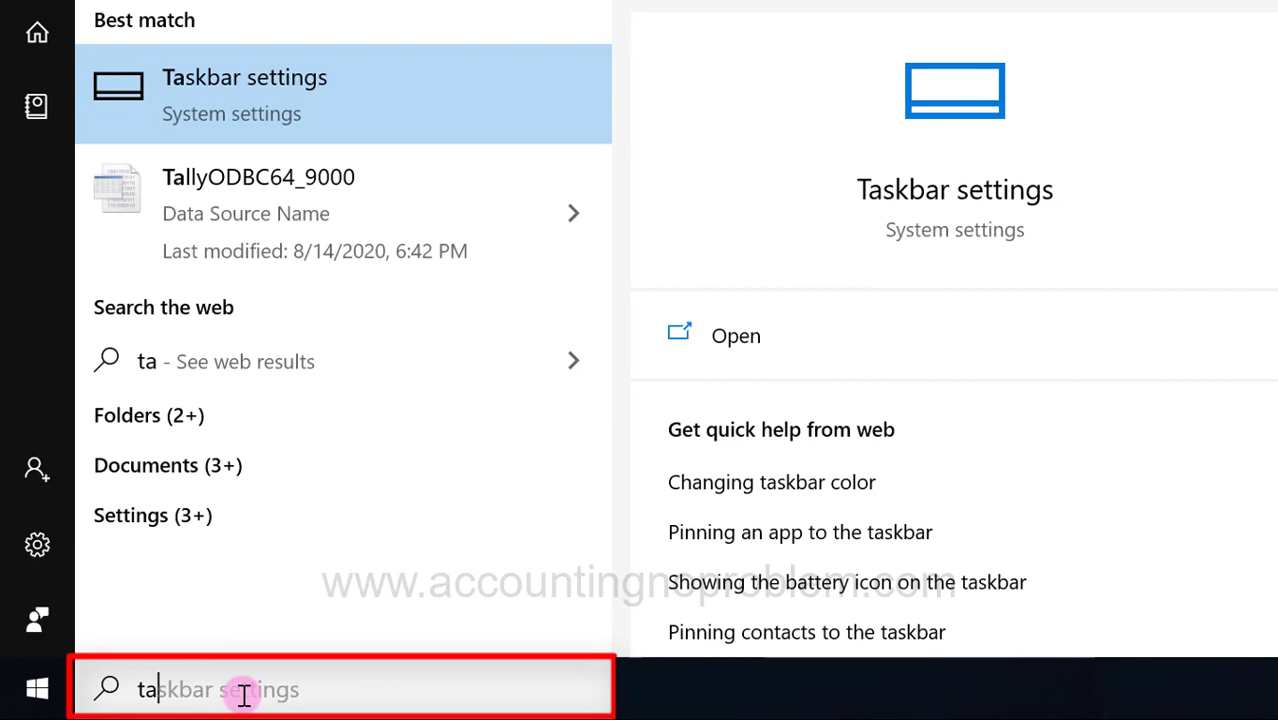 Best match
Taskbar settings
System settings
TallyODBC64_9000
Data Source Name
Last modified: 8/14/2020, 6:42 PM
Search the web
ta - See web results
Folders (2+)
Documents (3+)
Settings (3+)
taskbar settings
Taskbar settings
System settings
Open
Get quick help from web
Changing taskbar color
Pinning an app to the taskbar
Showing the battery icon on the taskbar
Pinning contacts to the taskbar
www.accountingnoproblom.com